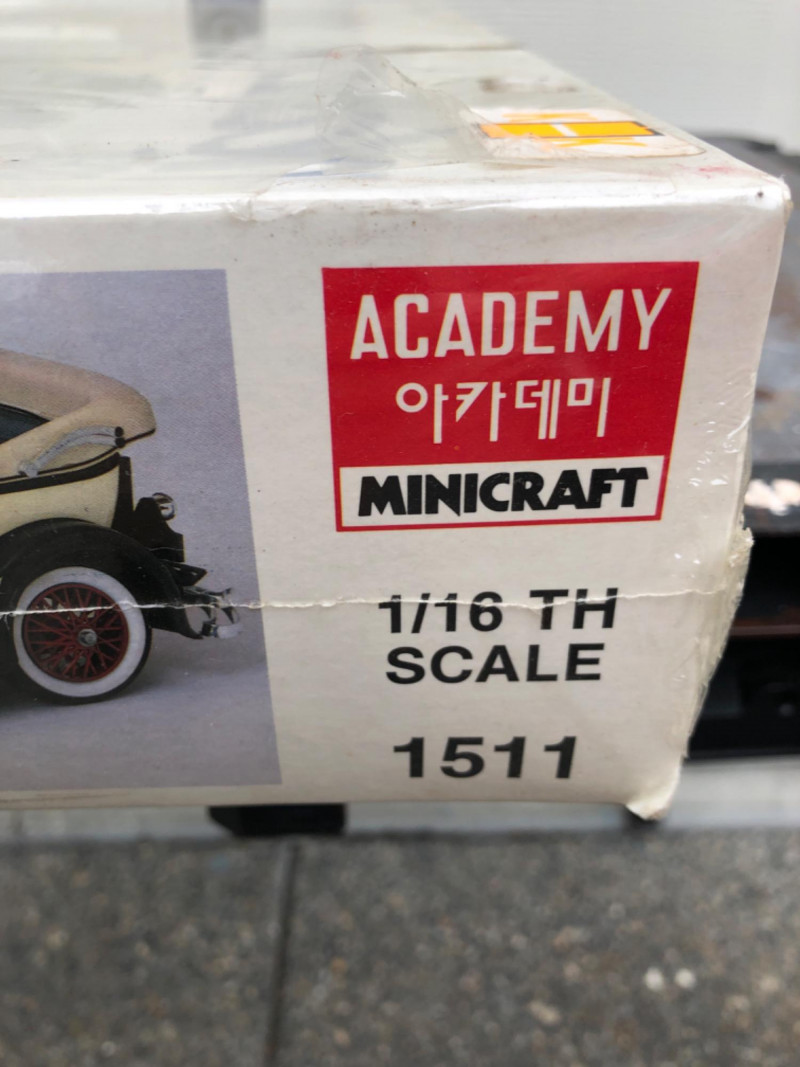 ACADEMY
아카데미
MINICRAFT
1/16 TH
SCALE
1511